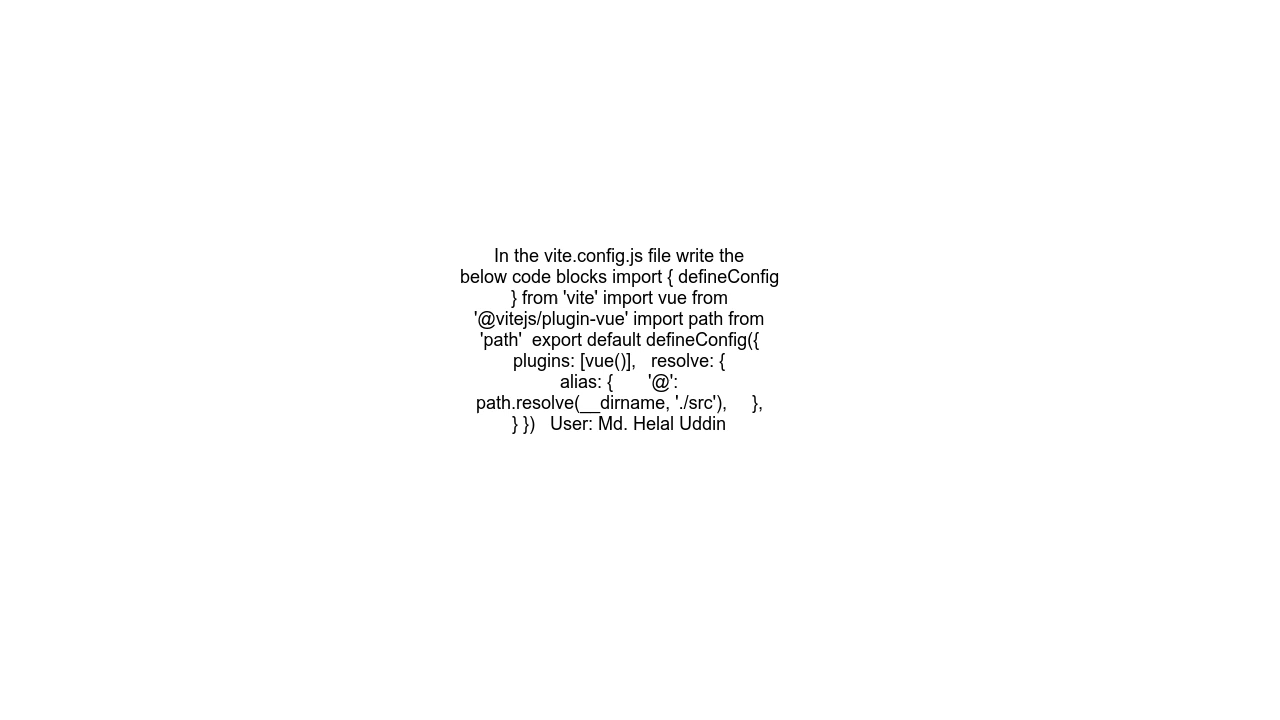 In the vite.config.js file write the
below code blocks import { defineConfig
} from 'vite' import vue from
'@vitejs/plugin-vue' import path from
'path'  export default defineConfig({
plugins: [vue()],   resolve: {
alias: {       '@':
path.resolve(__dirname, './src'),     },
} })   User: Md. Helal Uddin